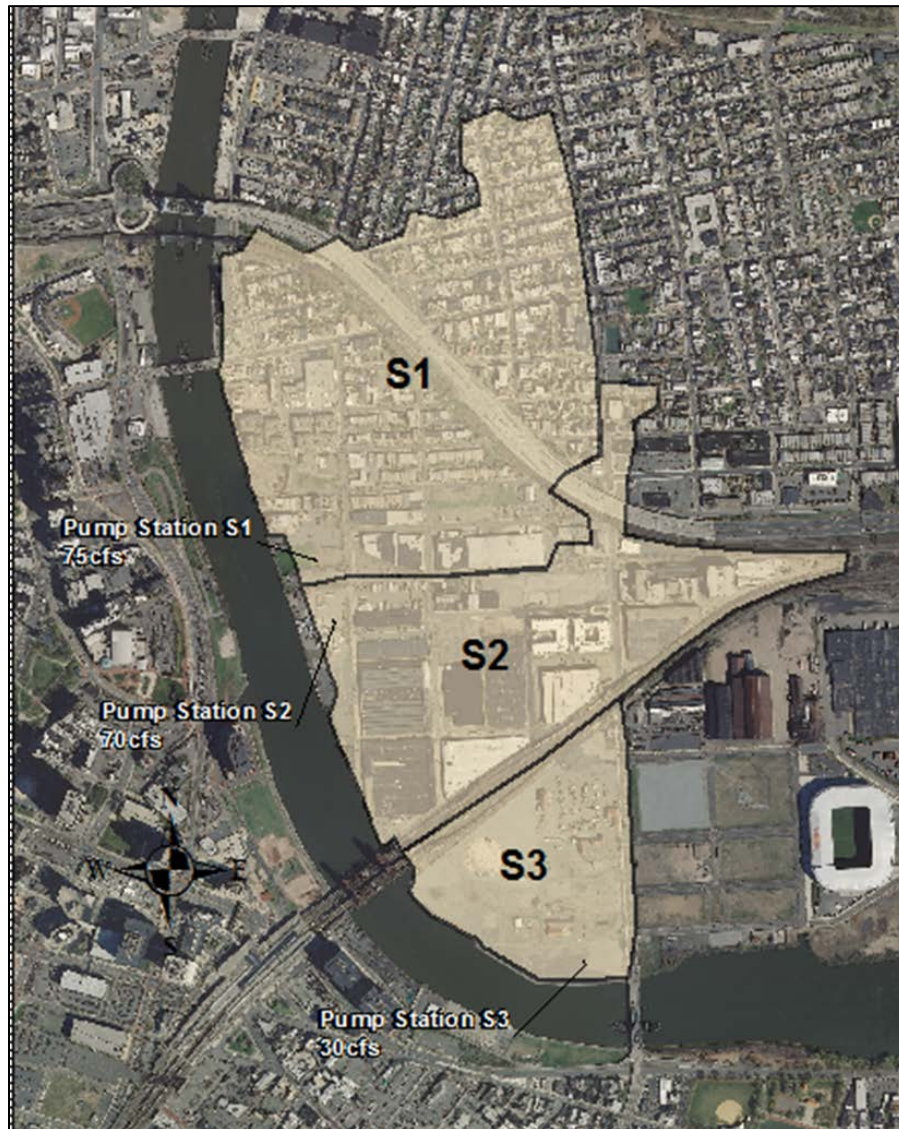 S1
Pump Station S1
75cfs
S2
Pump Station S2
70cfs
N
W
E
S
S3
Pump Station S3
30cfs